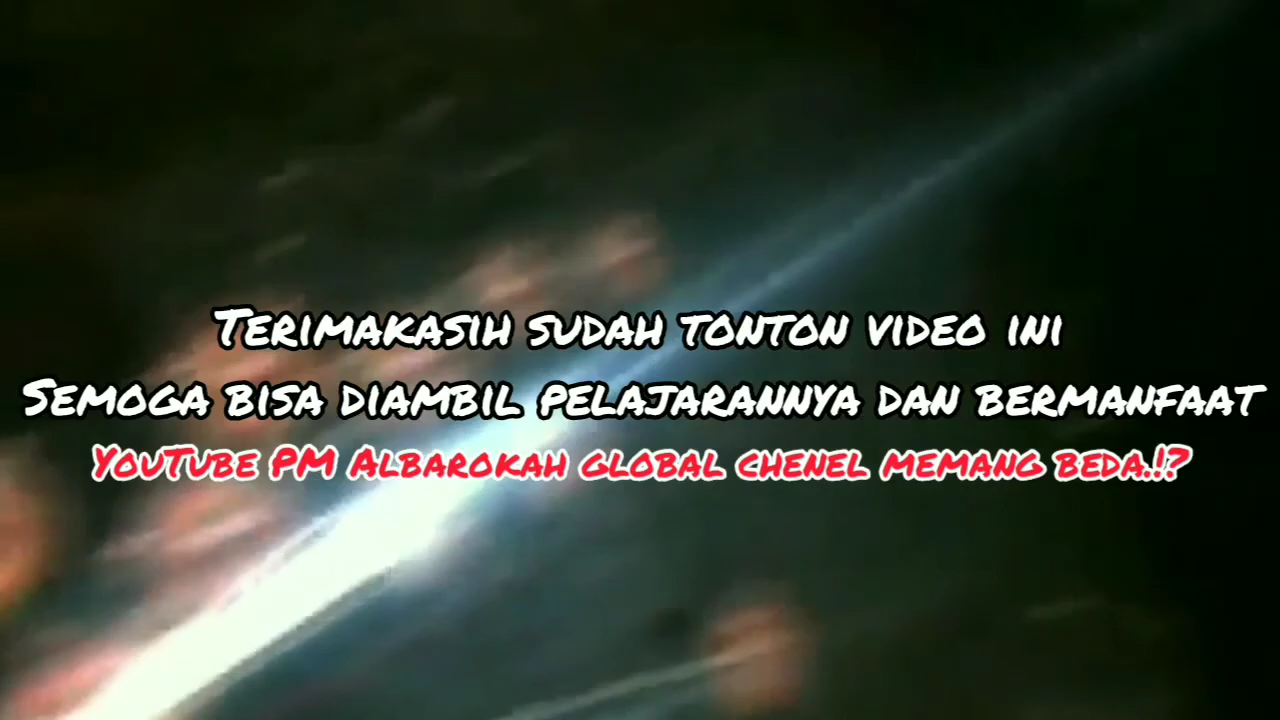 Terimakasih sudah tonton video ini
Semoga bisa diambil pelajarannya dan bermanfaat
YouTube PM Albarokah global chenel memang beda.!?